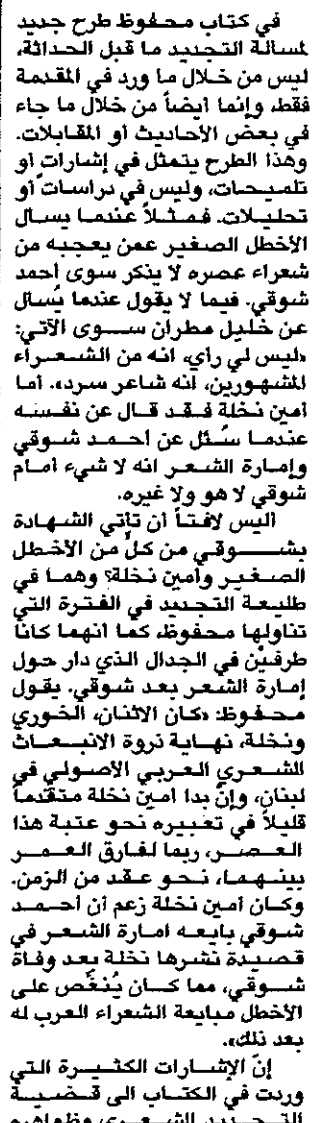 في كتاب محفوظ طرح جديد
لمسألة التجديد ما قبل الحداثة،
ليس من خلال ما ورد في المقدمة
فقط، وإنما أيضاً من خلال ما جاء
في بعض الأحاديث أو المقابلات.
وهذا الطرح يتمثل في إشارات أو
تلميحات، وليس في دراسات أو
تحليلات. فمثلاً عندما يسأل
الأخطل الصغير عمن يعجبه من
شعراء عصره لا يذكر سوى أحمد
شوقي. فيما لا يقول عندما يُسأل
عن خليل مطران سوى الآتي:
«ليس لي رأي، انه من الشعراء
المشهورين، انه شاعر سرد». أما
أمين نخلة فقد قال عن نفسه
عندما سُئل عن أحمد شوقي
وإمارة الشعر انه لا شيء أمام
شوقي لا هو ولا غيره.
أليس لافتاً أن تأتي الشهادة
بشوقي من كلٍّ من الأخطل
الصغير وأمين نخلة؟ وهما في
طليعة التجديد في الفترة التي
تناولها محفوظ، كما انهما كانا
طرفيْن في الجدال الذي دار حول
إمارة الشعر بعد شوقي. يقول
محفوظ: «كان الاثنان، الخوري
ونخلة، نهاية ذروة الانبعاث
الشعري العربي الأصولي في
لبنان، وإنْ بدا امين نخلة متقدماً
قليلاً في تعبيره نحو عتبة هذا
العصر، ربما لفارق العمر
بينهما، نحو عقد من الزمن.
وكان أمين نخلة زعم أن أحمد
شوقي بايعه امارة الشعر في
قصيدة نشرها نخلة بعد وفاة
شوقي، مما كان يُنغّص على
الأخطل مبايعة الشعراء العرب له
بعد ذلك».
إنّ الإشارات الكثيرة التي
وردت في الكتاب الى قضية
التجديد الشعري وظواهره